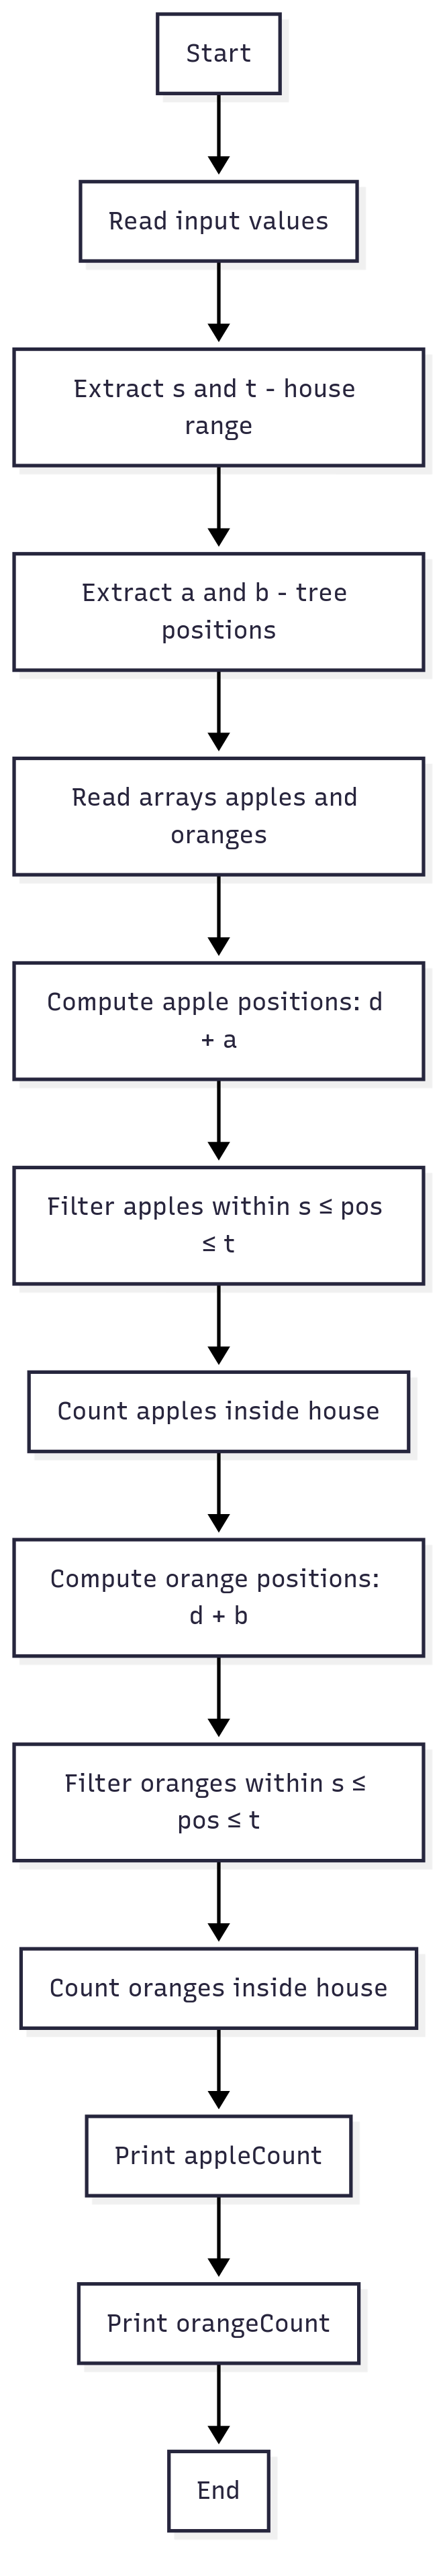 Start
Read input values
Extract s and t - house
range
Extract a and b - tree
positions
Read arrays apples and
oranges
Compute apple positions: d
+ a
Filter apples within s ≤ pos
≤ t
Count apples inside house
Compute orange positions:
d + b
Filter oranges within s ≤
pos ≤ t
Count oranges inside house
Print appleCount
Print orangeCount
End